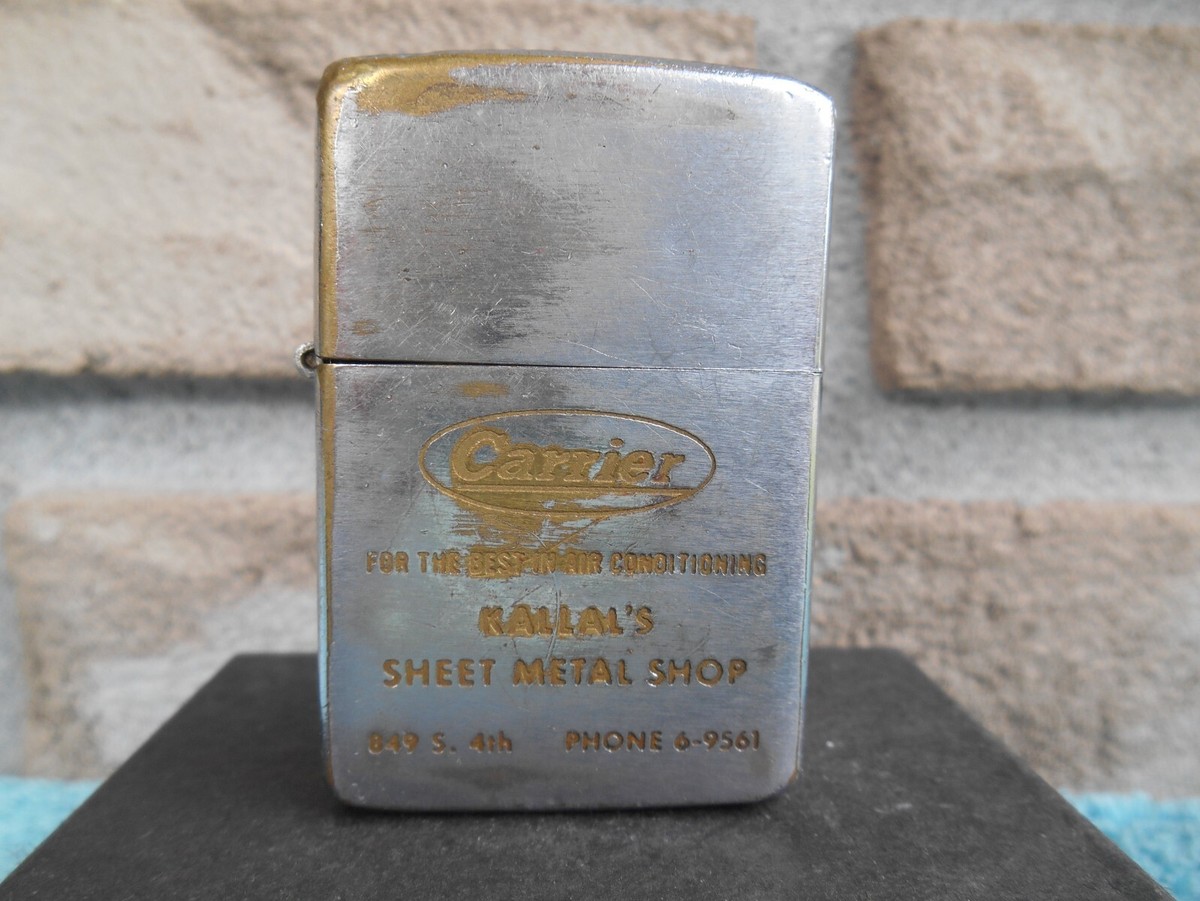 Carrier
FOR THE BEST IN AIR CONDITIONING
KALLAL'S
SHEET METAL SHOP
849 S. 4th PHONE 6-9561